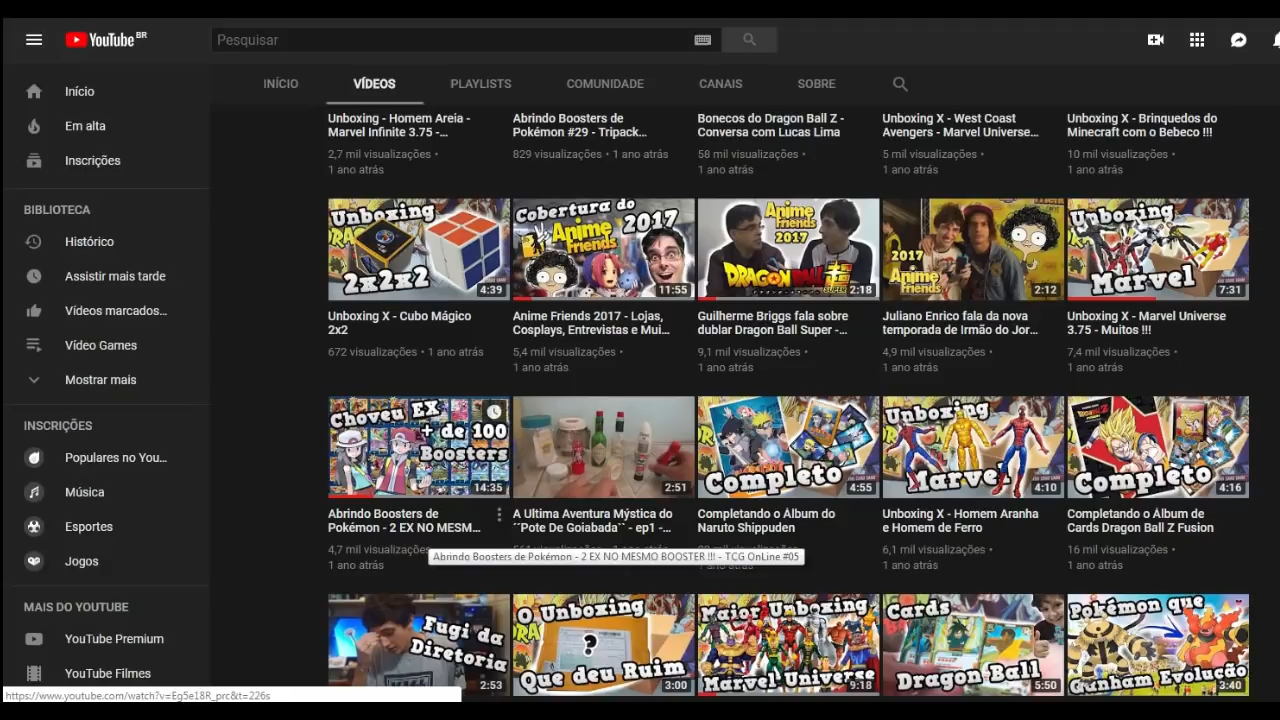 YouTube BR
Pesquisar
INÍCIO
VÍDEOS
PLAYLISTS
COMUNIDADE
CANAIS
SOBRE
Início
Em alta
Inscrições
BIBLIOTECA
Histórico
Assistir mais tarde
Vídeos marcados...
Vídeo Games
Mostrar mais
INSCRIÇÕES
Populares no You...
Música
Esportes
Jogos
MAIS DO YOUTUBE
YouTube Premium
YouTube Filmes
Unboxing - Homem Areia -
Marvel Infinite 3.75 -...
2,7 mil visualizações •
1 ano atrás
Abrindo Boosters de
Pokémon #29 - Tripack...
829 visualizações • 1 ano atrás
Bonecos do Dragon Ball Z -
Conversa com Lucas Lima
58 mil visualizações •
1 ano atrás
Unboxing X - West Coast
Avengers - Marvel Universe...
5 mil visualizações •
1 ano atrás
Unboxing X - Brinquedos do
Minecraft com o Bebeco !!!
10 mil visualizações •
1 ano atrás
Unboxing
2x2x2
4:39
Unboxing X - Cubo Mágico
2x2
672 visualizações • 1 ano atrás
Cobertura do
Anime
Friends
2017
11:55
Anime Friends 2017 - Lojas,
Cosplays, Entrevistas e Mui...
5,4 mil visualizações •
1 ano atrás
Anime
Friends
2017
DRAGON BALL
SUPER
2:18
Guilherme Briggs fala sobre
dublar Dragon Ball Super -...
9,1 mil visualizações •
1 ano atrás
2017
Anime
Friends
2:12
Juliano Enrico fala da nova
temporada de Irmão do Jor...
4,9 mil visualizações •
1 ano atrás
Unboxing
Marvel
7:31
Unboxing X - Marvel Universe
3.75 - Muitos !!!
7,4 mil visualizações •
1 ano atrás
Choveu EX
+ de 100
Boosters
14:35
Abrindo Boosters de
Pokémon - 2 EX NO MESM...
4,7 mil visualizações
1 ano atrás
2:51
A Ultima Aventura Mýstica do
´´Pote De Goiabada`` - ep1 -...
Completo
4:55
Completando o Álbum do
Naruto Shippuden
1 ano atrás
Unboxing
Marvel
4:10
Unboxing X - Homem Aranha
e Homem de Ferro
6,1 mil visualizações •
1 ano atrás
Completo
4:16
Completando o Álbum de
Cards Dragon Ball Z Fusion
16 mil visualizações •
1 ano atrás
Abrindo Boosters de Pokémon - 2 EX NO MESMO BOOSTER !!! - TCG OnLine #05
Fugi da
Diretoria
2:53
O Unboxing
?
Que deu Ruim
3:00
Maior Unboxing
Marvel Universe
9:18
Cards
Dragon Ball
5:50
Pokémon que
Ganham Evolução
3:40
https://www.youtube.com/watch?v=Eg5e18R_prc&t=226s